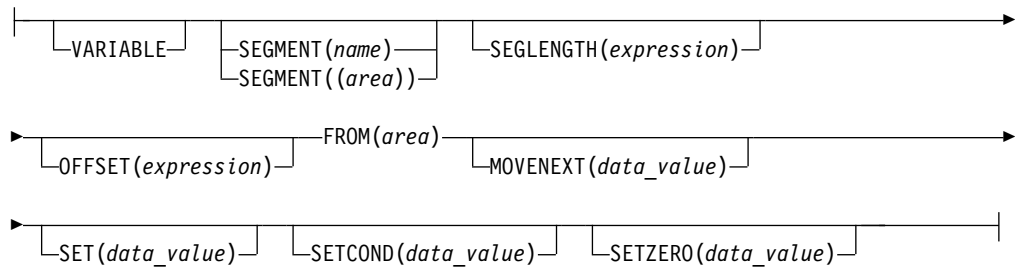 VARIABLE SEGMENT(name) SEGLENGTH(expression)
SEGMENT((area))
FROM(area)
OFFSET(expression) MOVENEXT(data_value)
SET(data_value) SETCOND(data_value) SETZERO(data_value)